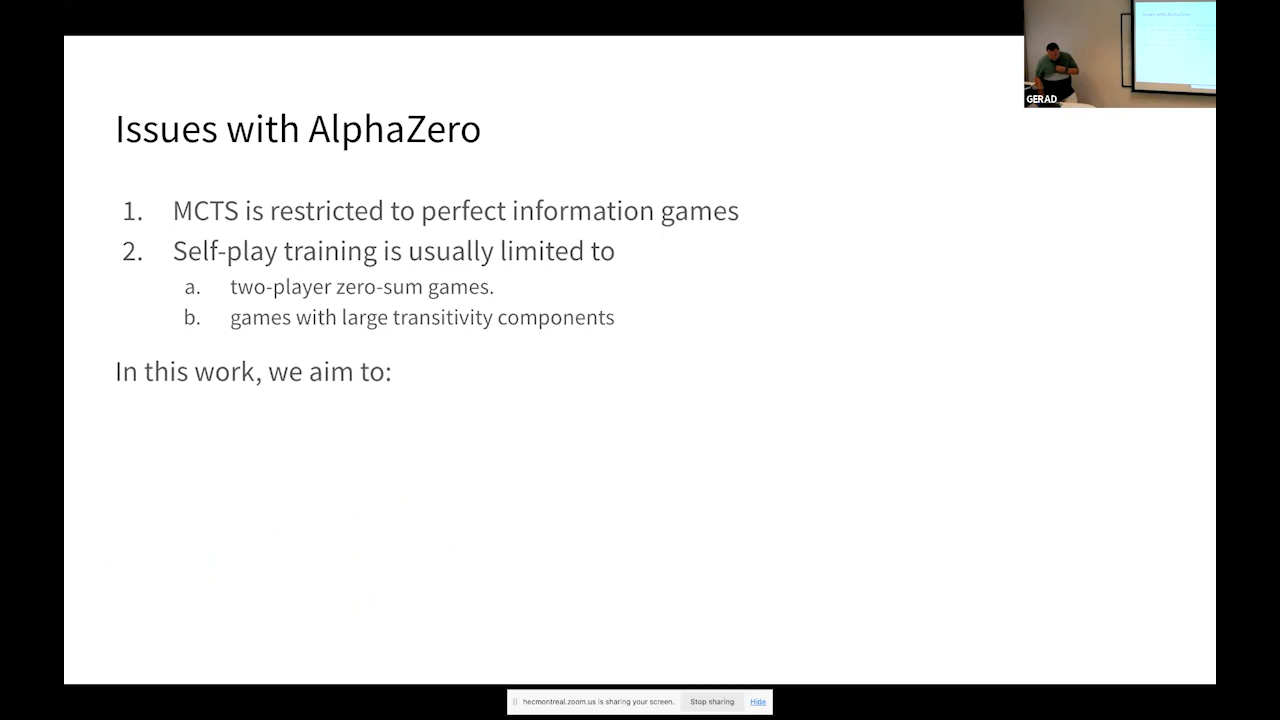 Issues with AlphaZero
1. MCTS is restricted to perfect information games
2. Self-play training is usually limited to
a. two-player zero-sum games.
b. games with large transitivity components
In this work, we aim to:
GERAD
hecmontreal.zoom.us is sharing your screen. Stop sharing Hide